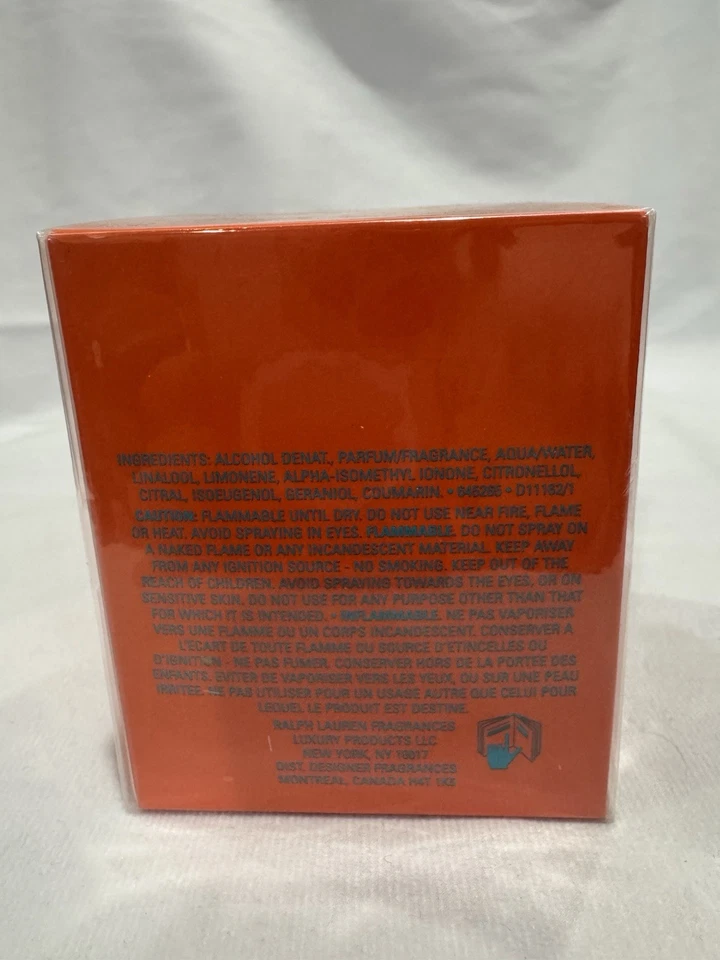 INGREDIENTS: ALCOHOL DENAT., PARFUM/FRAGRANCE, AQUA/WATER,
LINALOOL, LIMONENE, ALPHA-ISOMETHYL IONONE, CITRONELLOL,
CITRAL, ISOEUGENOL, GERANIOL, COUMARIN. • • D11162/1
CAUTION: FLAMMABLE UNTIL DRY. DO NOT USE NEAR FIRE, FLAME
OR HEAT. AVOID SPRAYING IN EYES. FLAMMABLE. DO NOT SPRAY ON
A NAKED FLAME OR ANY INCANDESCENT MATERIAL. KEEP AWAY
FROM ANY IGNITION SOURCE - NO SMOKING. KEEP OUT OF THE
REACH OF CHILDREN. AVOID SPRAYING TOWARDS THE EYES, OR ON
SENSITIVE SKIN. DO NOT USE FOR ANY PURPOSE OTHER THAN THAT
FOR WHICH IT IS INTENDED. • INFLAMMABLE. NE PAS VAPORISER
VERS UNE FLAMME OU UN CORPS INCANDESCENT. CONSERVER A
L'ECART DE TOUTE FLAMME OU SOURCE D'ETINCELLES OU
D'IGNITION - NE PAS FUMER. CONSERVER HORS DE LA PORTEE DES
ENFANTS. EVITER DE VAPORISER VERS LES YEUX, OU SUR UNE PEAU
IRRITEE. NE PAS UTILISER POUR UN USAGE AUTRE QUE CELUI POUR
LEQUEL LE PRODUIT EST DESTINE.
RALPH LAUREN FRAGRANCES
LUXURY PRODUCTS LLC
NEW YORK, NY 10017
DIST. DESIGNER FRAGRANCES
MONTREAL, CANADA H4T 1K5